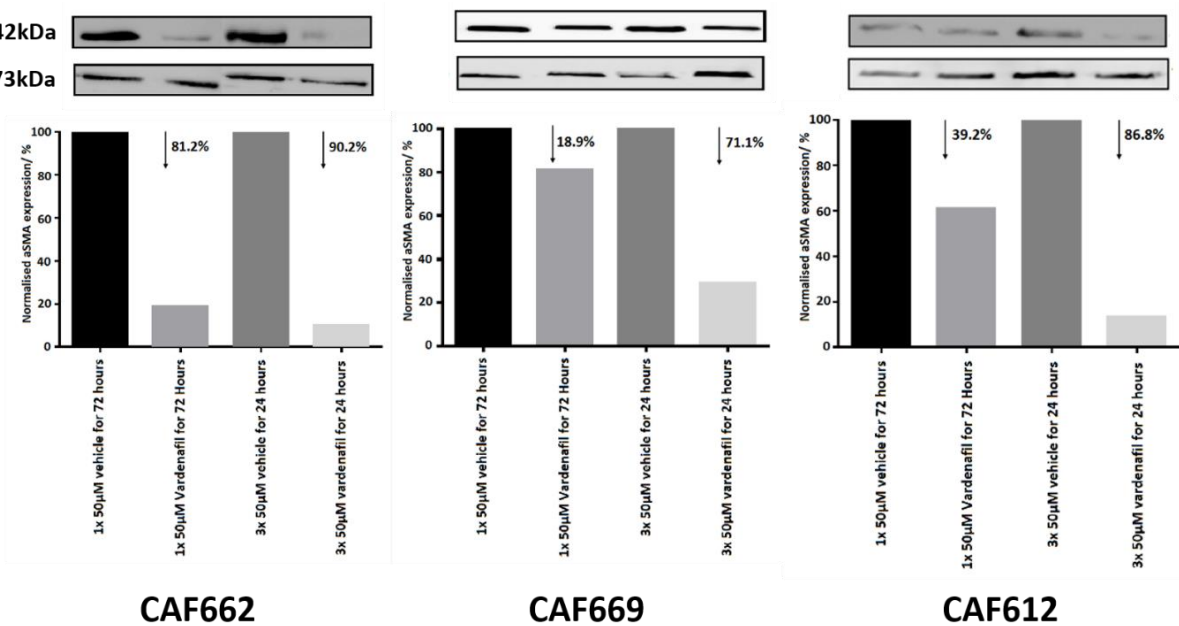 42kDa
73kDa
Normalised aSMA expression/ %
100
80
60
40
20
0
81.2%
90.2%
1x 50µM vehicle for 72 hours
1x 50µM Vardenafil for 72 Hours
3x 50µM vehicle for 24 hours
3x 50µM vardenafil for 24 hours
CAF662
Normalised aSMA expression/ %
100
80
60
40
20
0
18.9%
71.1%
1x 50µM vehicle for 72 hours
1x 50µM Vardenafil for 72 Hours
3x 50µM vehicle for 24 hours
3x 50µM vardenafil for 24 hours
CAF669
Normalised aSMA expression/ %
100
80
60
40
20
0
39.2%
86.8%
1x 50µM vehicle for 72 hours
1x 50µM Vardenafil for 72 Hours
3x 50µM vehicle for 24 hours
3x 50µM vardenafil for 24 hours
CAF612